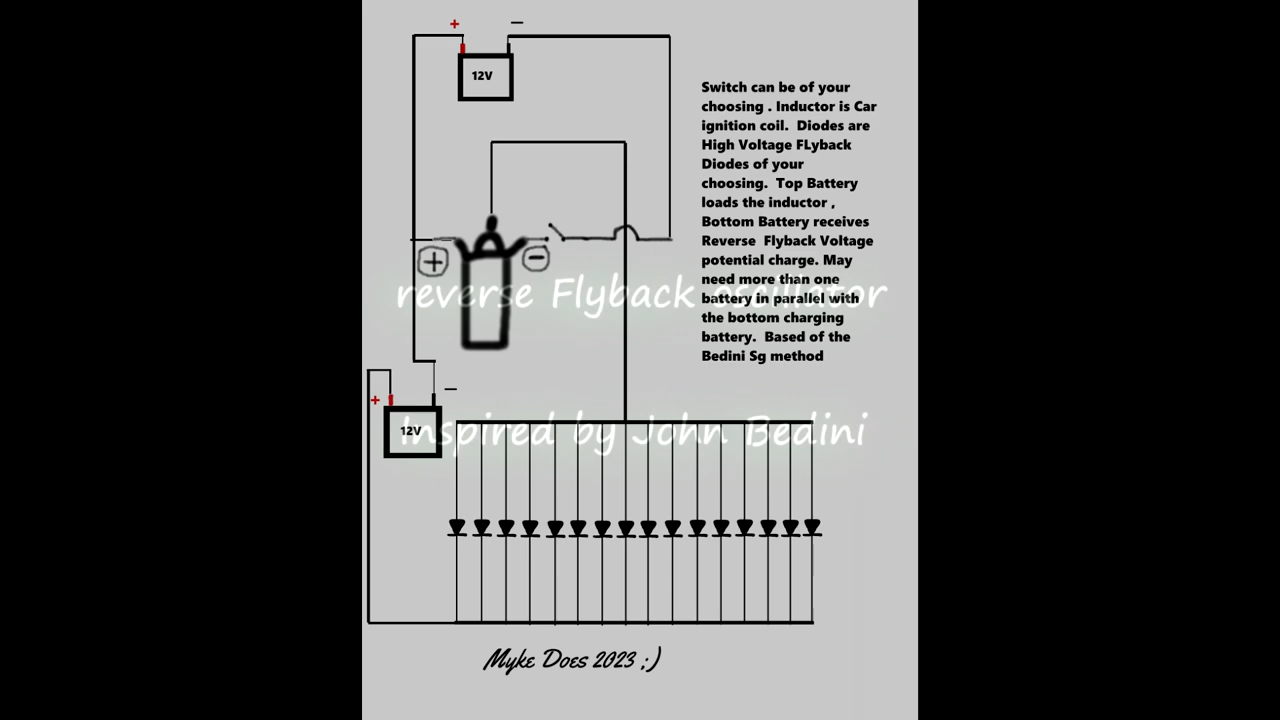 + −
12V
Switch can be of your
choosing . Inductor is Car
ignition coil.  Diodes are
High Voltage FLyback
Diodes of your
choosing.  Top Battery
loads the inductor ,
Bottom Battery receives
Reverse  Flyback Voltage
potential charge. May
need more than one
battery in parallel with
the bottom charging
battery.  Based of the
Bedini Sg method
+ −
reverse Flyback oscillator
+ −
12V
Inspired by John Bedini
Myke Does 2023 ;)